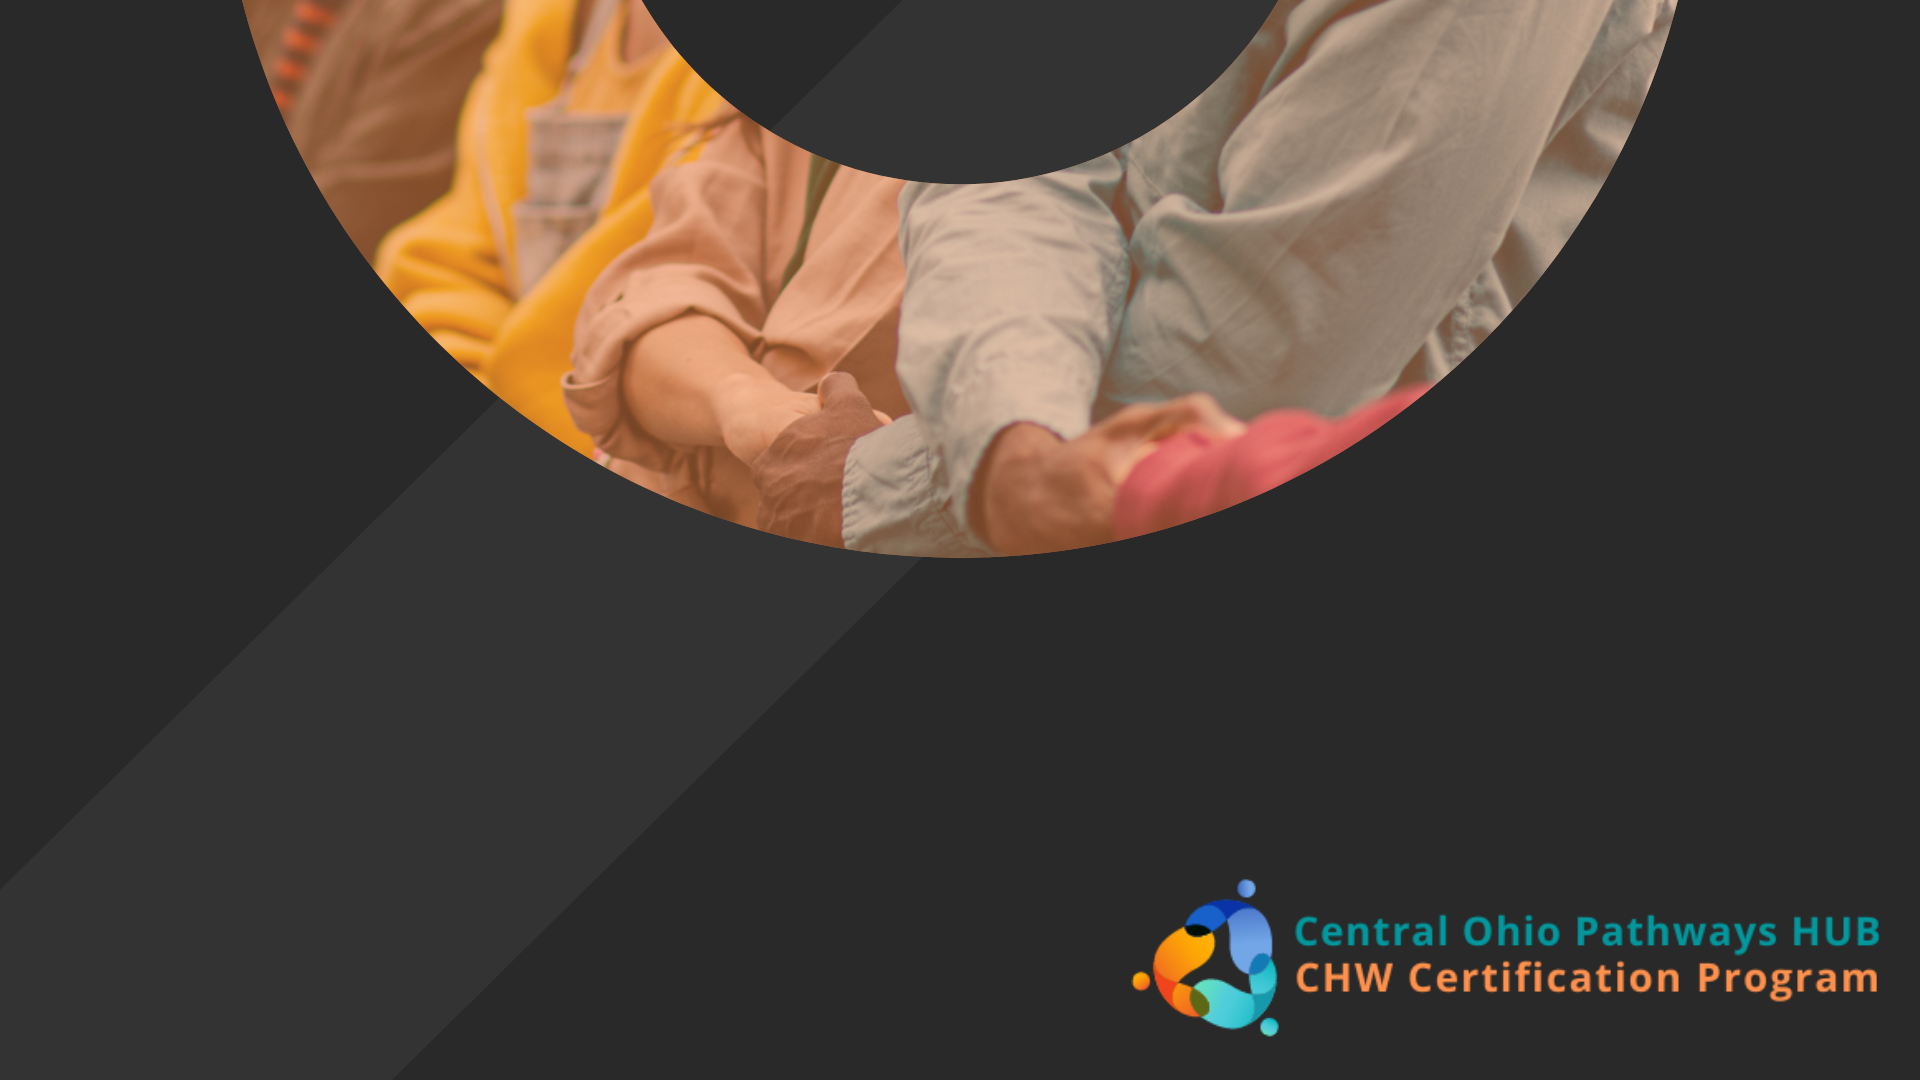 Central Ohio Pathways HUB
CHW Certification Program